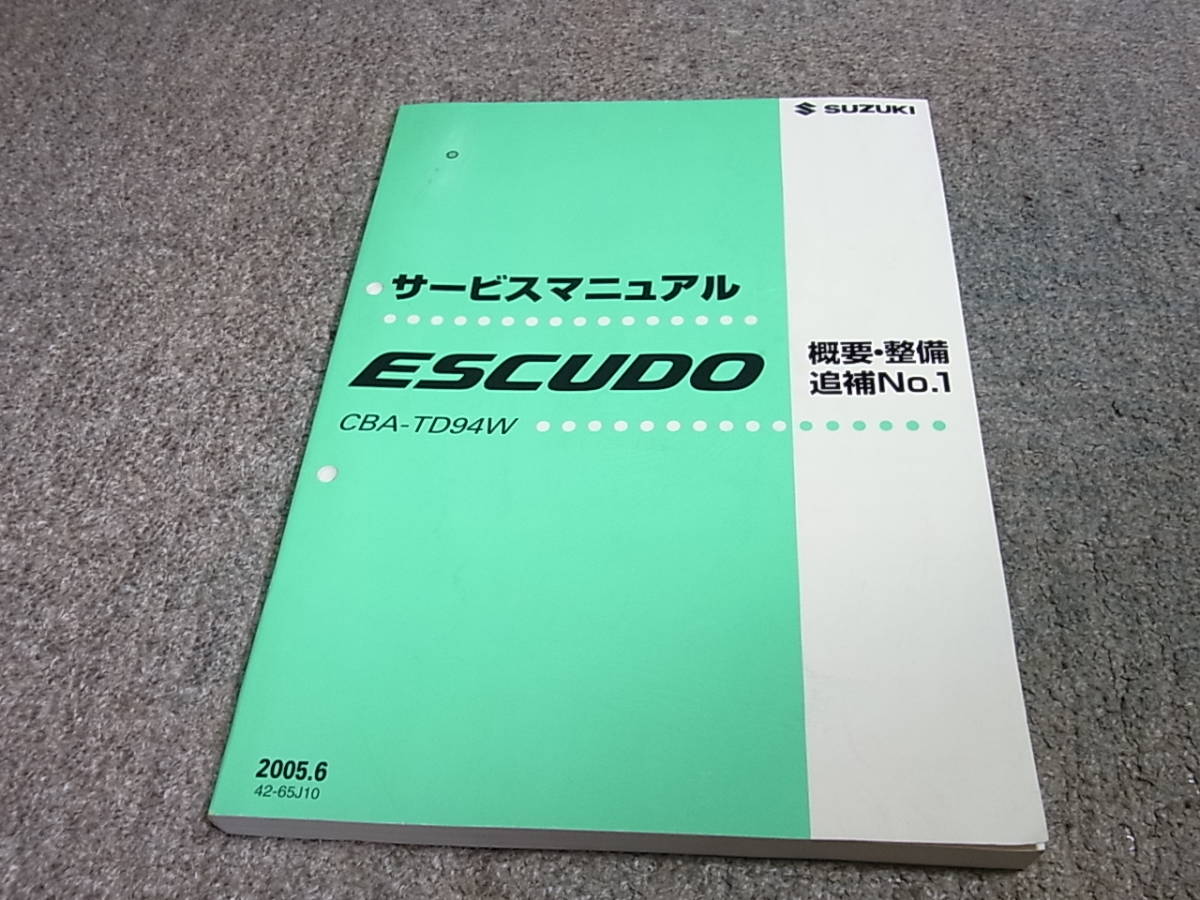 SUZUKI
サービスマニュアル
ESCUDO
CBA-TD94W
概要・整備
追補No.1
2005.6
42-65J10